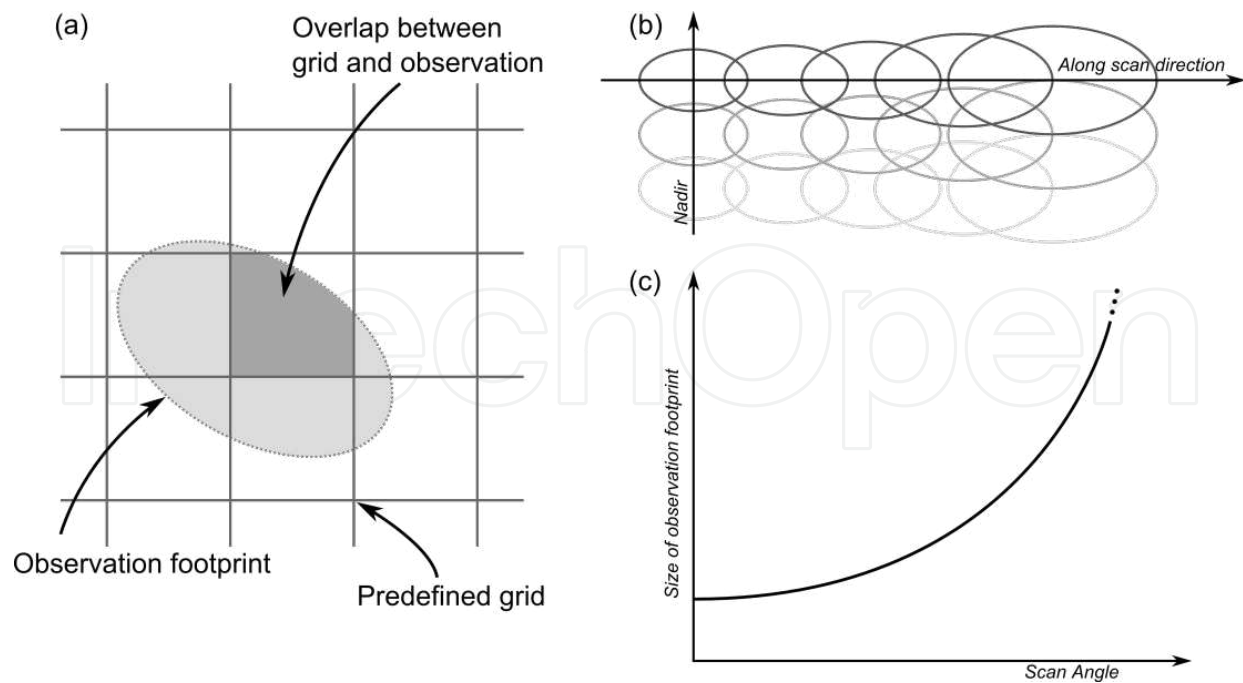 (a)
Overlap between
grid and observation
Observation footprint
Predefined grid
(b)
Along scan direction
Nadir
(c)
Size of observation footprint
Scan Angle
IntechOpen